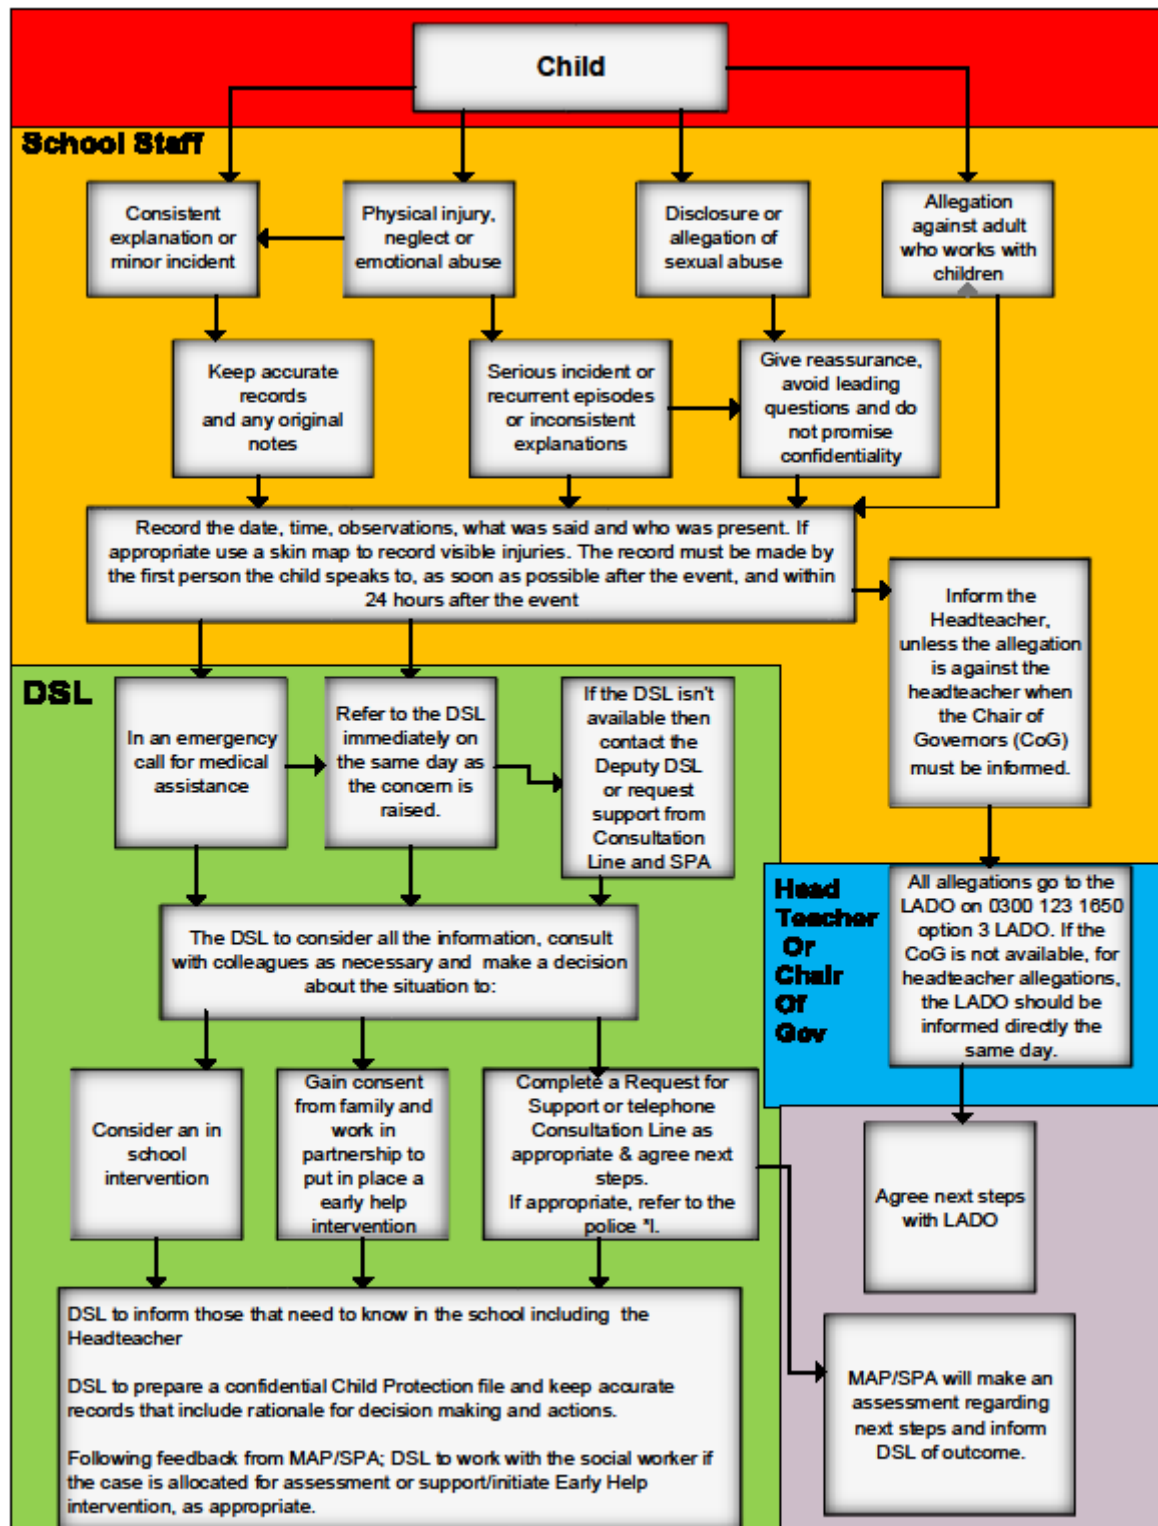 Child
School Staff
Consistent
explanation or
minor incident
Physical injury,
neglect or
emotional abuse
Disclosure or
allegation of
sexual abuse
Allegation
against adult
who works with
children
Keep accurate
records
and any original
notes
Serious incident or
recurrent episodes
or inconsistent
explanations
Give reassurance,
avoid leading
questions and do
not promise
confidentiality
Record the date, time, observations, what was said and who was present. If
appropriate use a skin map to record visible injuries. The record must be made by
the first person the child speaks to, as soon as possible after the event, and within
24 hours after the event
Inform the
Headteacher,
unless the allegation
is against the
headteacher when
the Chair of
Governors (CoG)
must be informed.
DSL
In an emergency
call for medical
assistance
Refer to the DSL
immediately on
the same day as
the concern is
raised.
If the DSL isn't
available then
contact the
Deputy DSL
or request
support from
Consultation
Line and SPA
Head
Teacher
Or
Chair
Of
Gov
All allegations go to the
LADO on 0300 123 1650
option 3 LADO. If the
CoG is not available, for
headteacher allegations,
the LADO should be
informed directly the
same day.
The DSL to consider all the information, consult
with colleagues as necessary and make a decision
about the situation to:
Consider an in
school
intervention
Gain consent
from family and
work in
partnership to
put in place a
early help
intervention
Complete a Request for
Support or telephone
Consultation Line as
appropriate & agree next
steps.
If appropriate, refer to the
police *I.
Agree next steps
with LADO
DSL to inform those that need to know in the school including the
Headteacher
DSL to prepare a confidential Child Protection file and keep accurate
records that include rationale for decision making and actions.
Following feedback from MAP/SPA; DSL to work with the social worker if
the case is allocated for assessment or support/initiate Early Help
intervention, as appropriate.
MAP/SPA will make an
assessment regarding
next steps and inform
DSL of outcome.